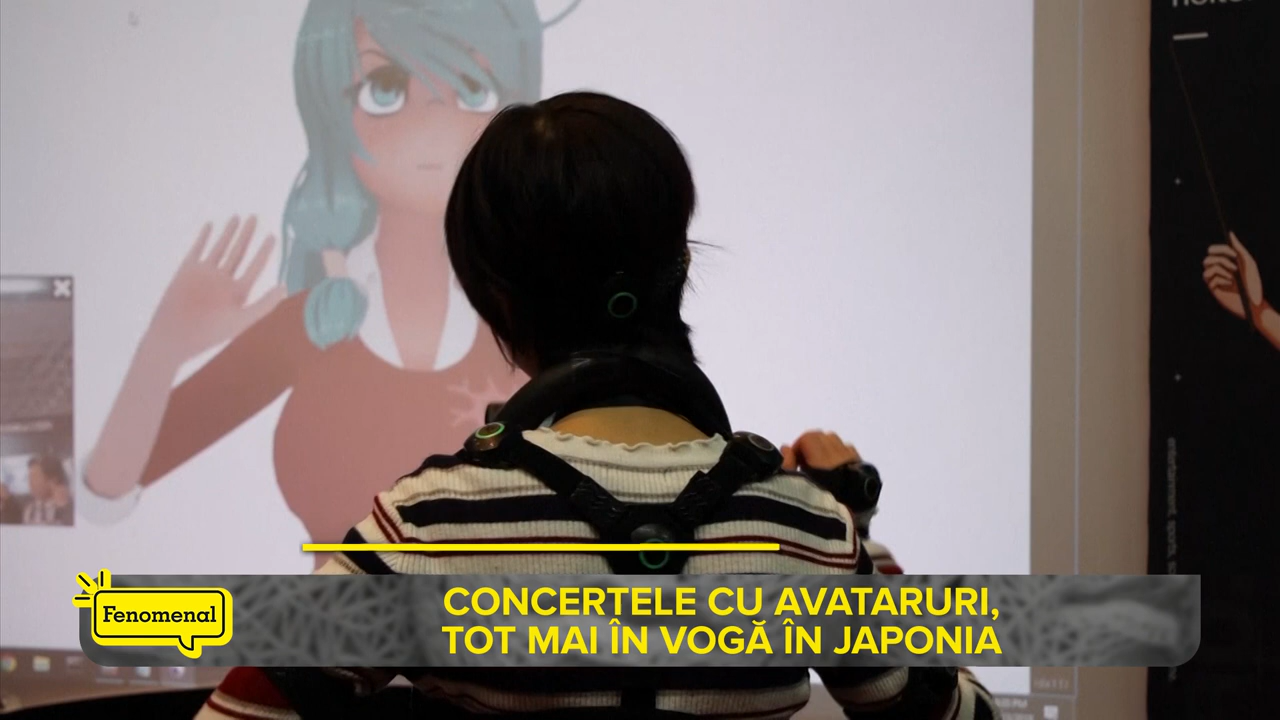 Fenomenal
CONCERTELE CU AVATARURI,
TOT MAI ÎN VOGĂ ÎN JAPONIA